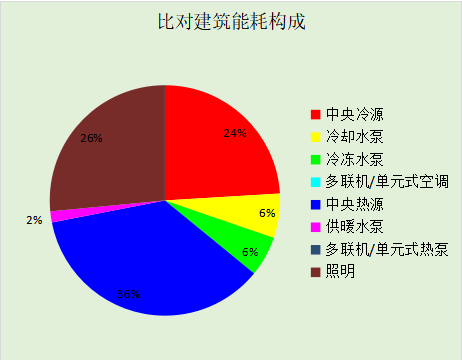 比对建筑能耗构成
26%
24%
6%
6%
36%
2%
中央冷源
冷却水泵
冷冻水泵
多联机/单元式空调
中央热源
供暖水泵
多联机/单元式热泵
照明